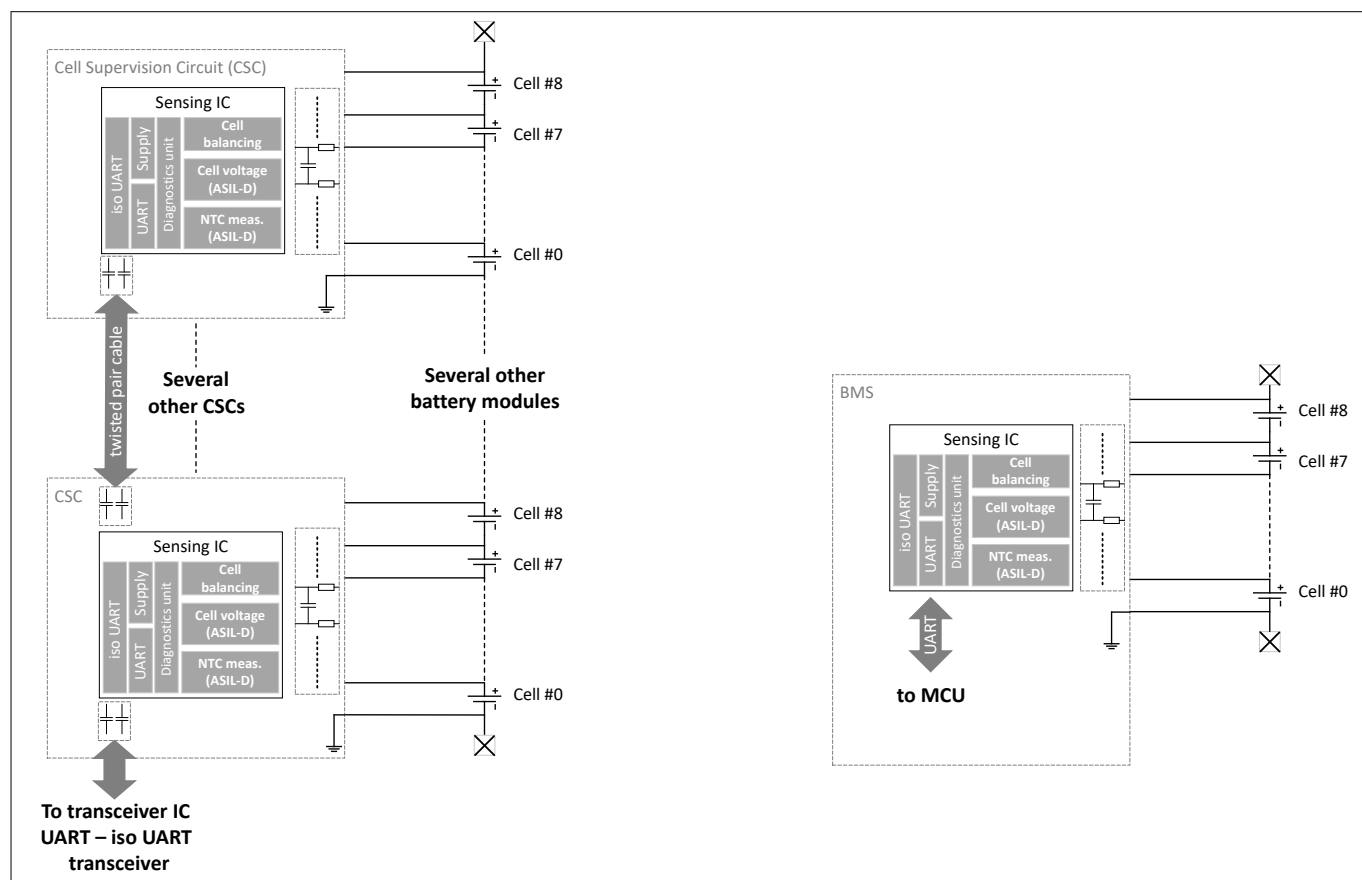 Cell Supervision Circuit (CSC)
Sensing IC
iso UART
Supply
UART
Diagnostics unit
Cell
balancing
Cell voltage
(ASIL-D)
NTC meas.
(ASIL-D)
+
Cell #8
+
Cell #7
+
Cell #0
twisted pair cable
Several
other CSCs
Several other
battery modules
CSC
Sensing IC
iso UART
Supply
UART
Diagnostics unit
Cell
balancing
Cell voltage
(ASIL-D)
NTC meas.
(ASIL-D)
+
Cell #8
+
Cell #7
+
Cell #0
To transceiver IC
UART – iso UART
transceiver
BMS
Sensing IC
iso UART
Supply
UART
Diagnostics unit
Cell
balancing
Cell voltage
(ASIL-D)
NTC meas.
(ASIL-D)
+
Cell #8
+
Cell #7
+
Cell #0
UART
to MCU